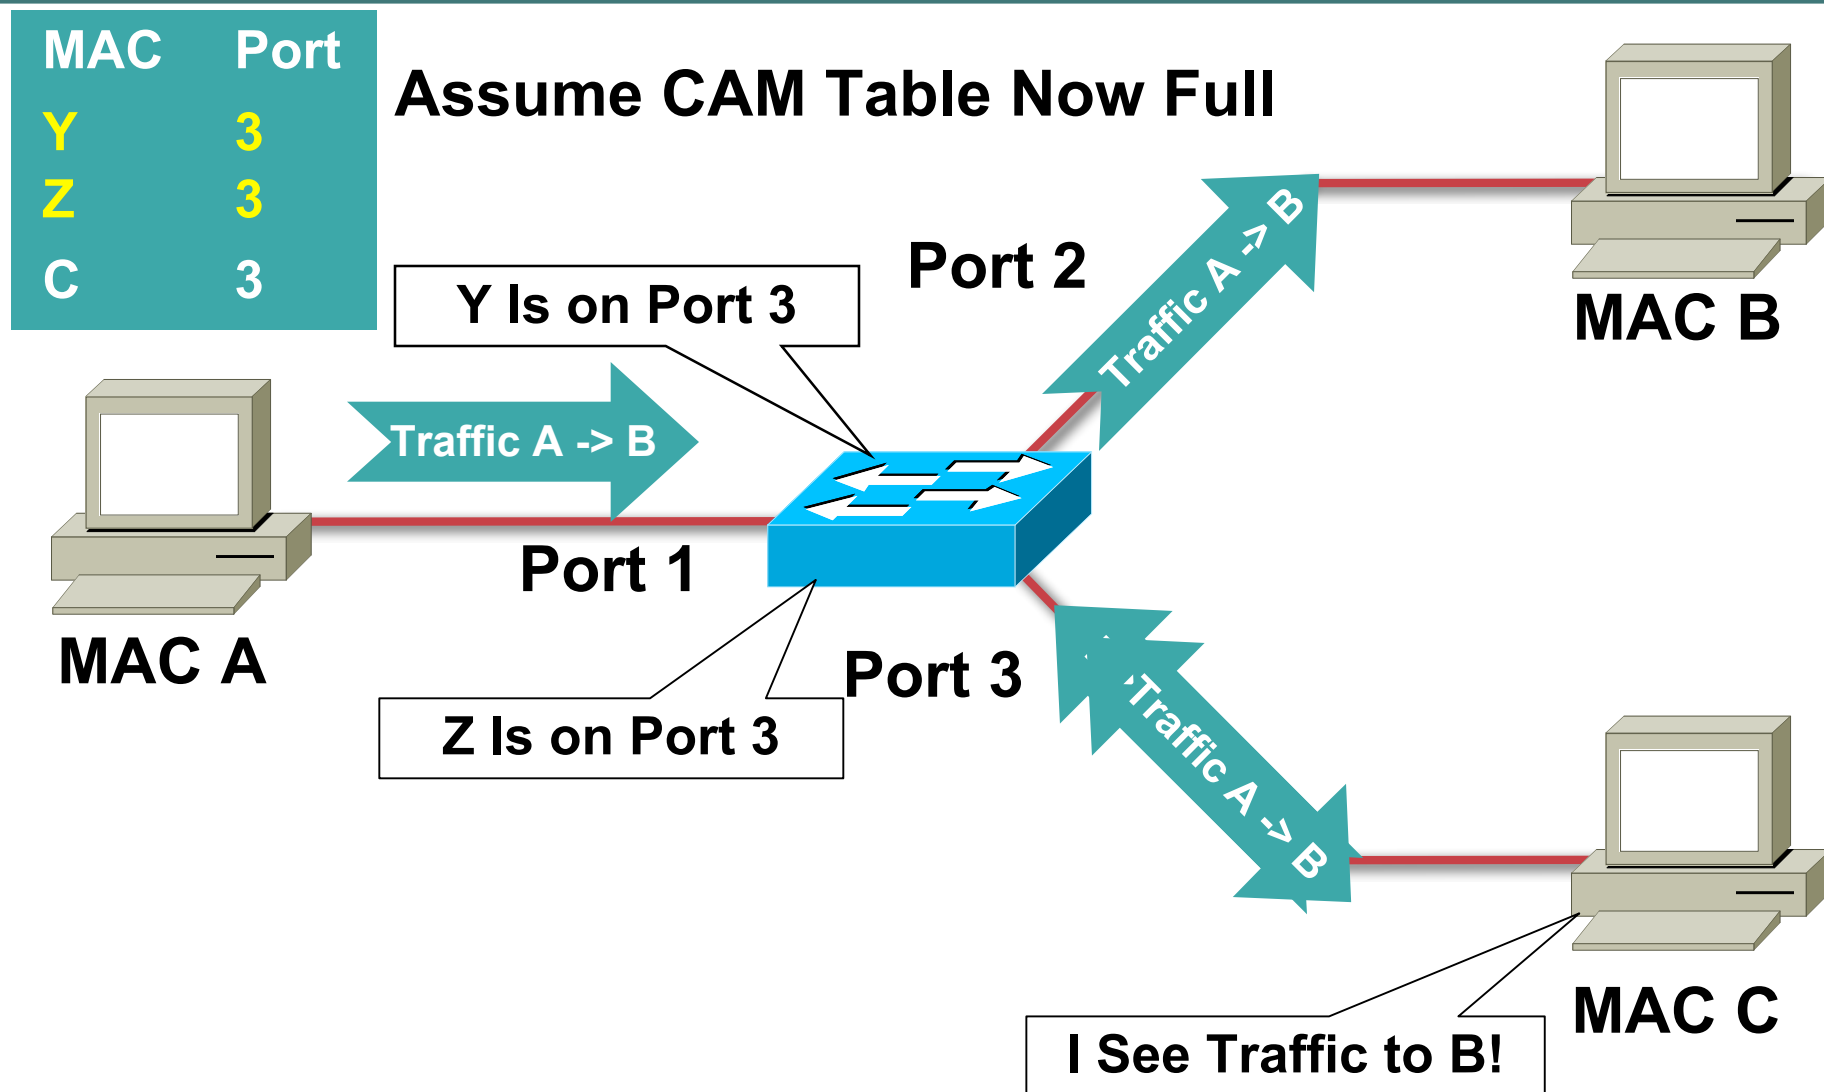 MAC Port
Y 3
Z 3
C 3
Assume CAM Table Now Full
Y Is on Port 3
Port 2
Traffic A -> B
MAC B
Traffic A -> B
Port 1
MAC A
Z Is on Port 3
Port 3
Traffic A -> B
MAC C
I See Traffic to B!